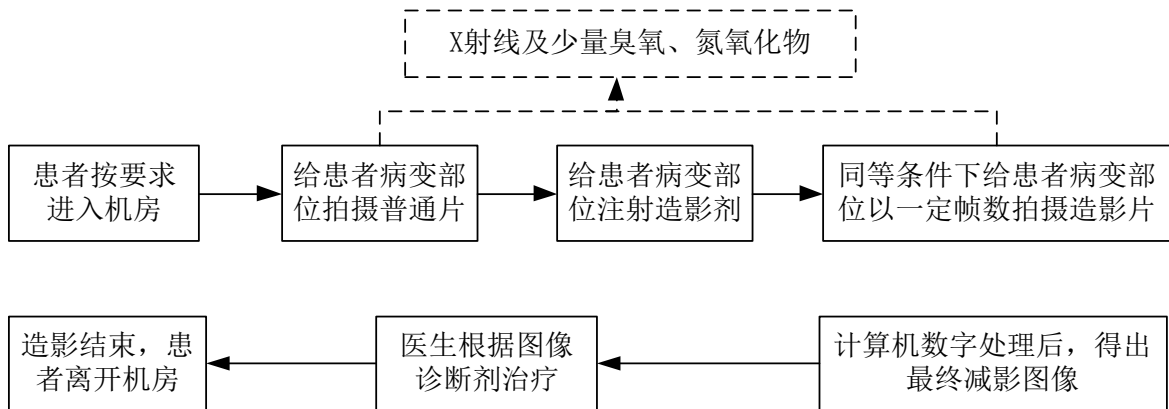 X射线及少量臭氧、氮氧化物
患者按要求
进入机房
给患者病变部
位拍摄普通片
给患者病变部
位注射造影剂
同等条件下给患者病变部
位以一定帧数拍摄造影片
造影结束，患
者离开机房
医生根据图像
诊断剂治疗
计算机数字处理后，得出
最终减影图像